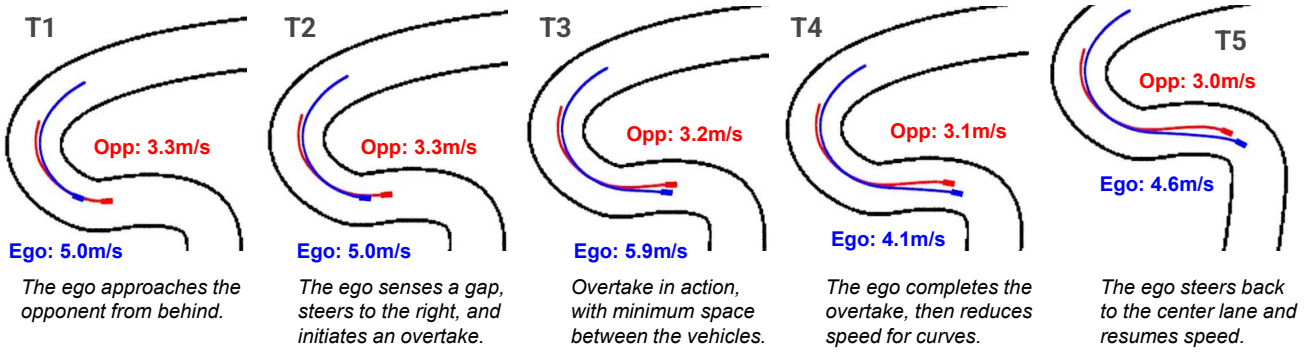 T1
Opp: 3.3m/s
Ego: 5.0m/s
The ego approaches the
opponent from behind.
T2
Opp: 3.3m/s
Ego: 5.0m/s
The ego senses a gap,
steers to the right, and
initiates an overtake.
T3
Opp: 3.2m/s
Ego: 5.9m/s
Overtake in action,
with minimum space
between the vehicles.
T4
Opp: 3.1m/s
Ego: 4.1m/s
The ego completes the
overtake, then reduces
speed for curves.
T5
Opp: 3.0m/s
Ego: 4.6m/s
The ego steers back
to the center lane and
resumes speed.